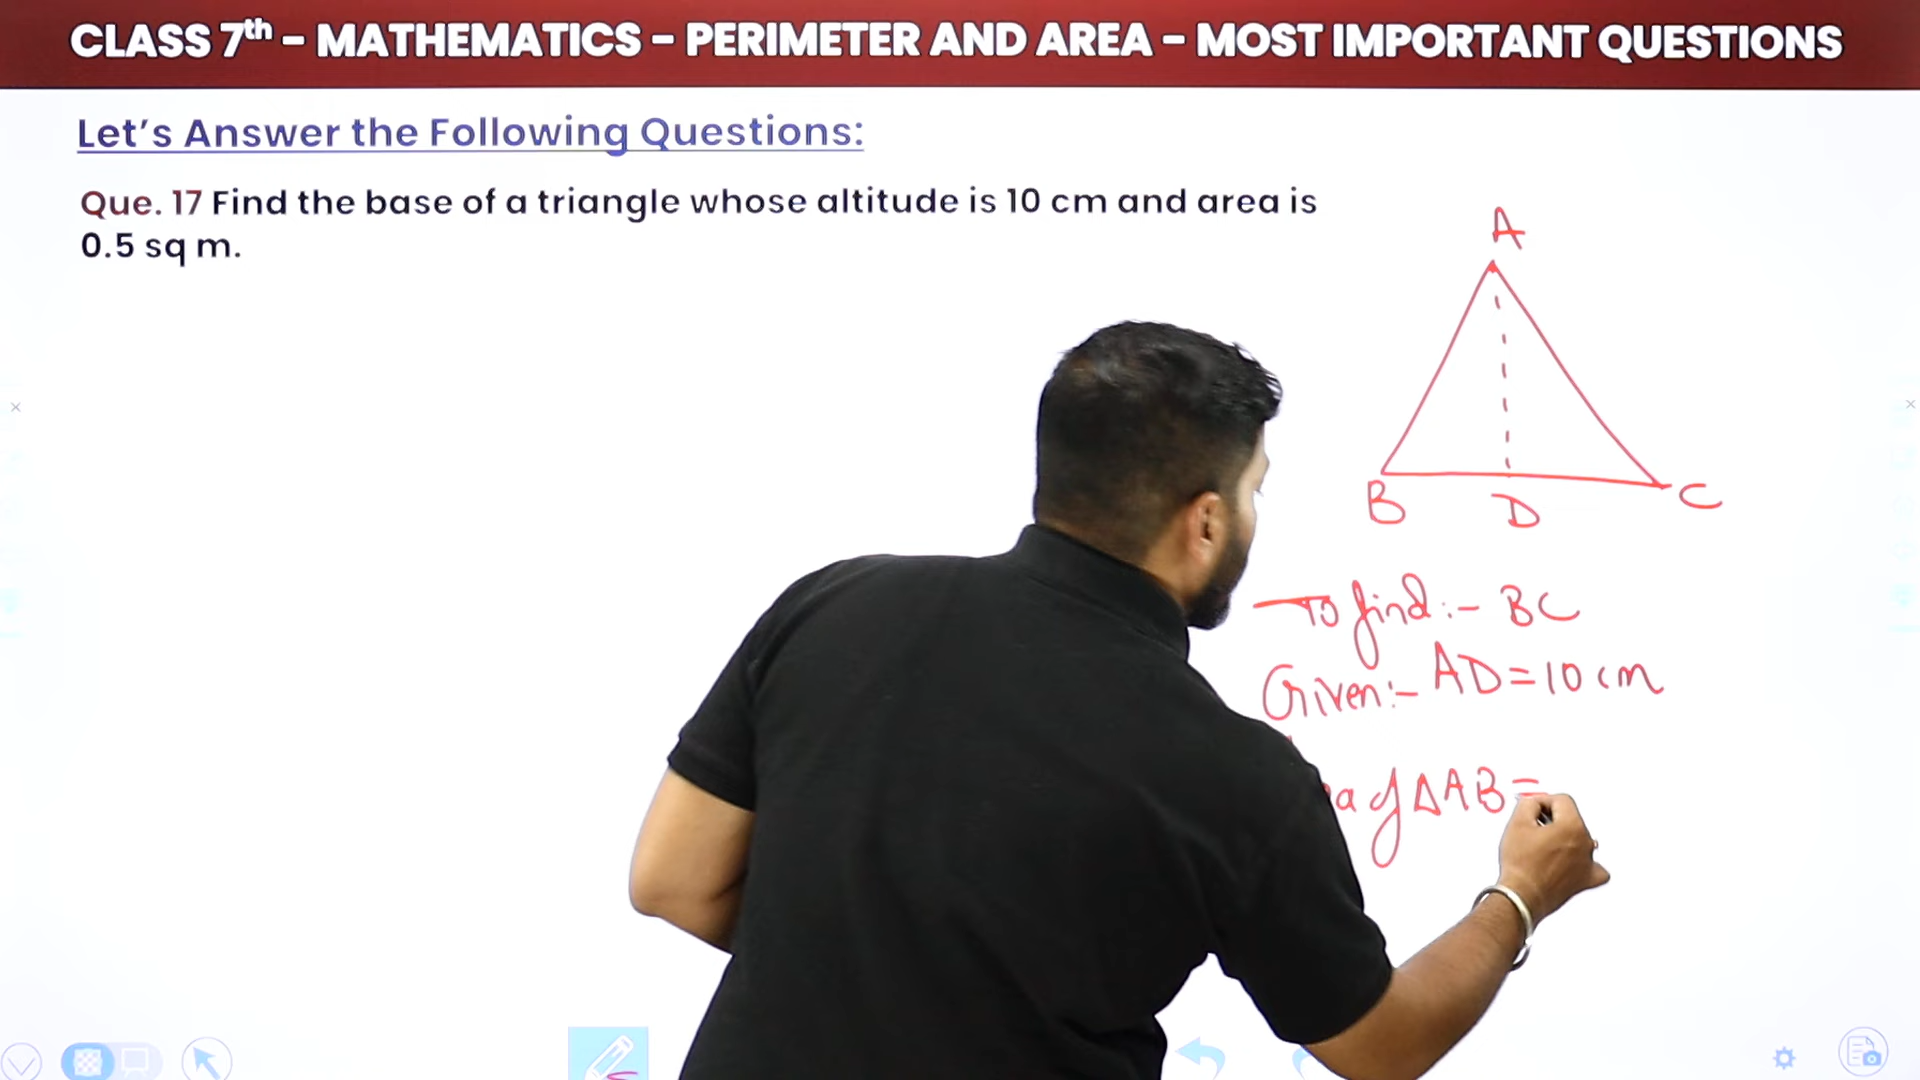 CLASS 7th - MATHEMATICS - PERIMETER AND AREA - MOST IMPORTANT QUESTIONS
Let's Answer the Following Questions:
Que. 17 Find the base of a triangle whose altitude is 10 cm and area is
0.5 sq m.
A
B D C
To find:- BC
Given:- AD=10cm
a of ΔAB=